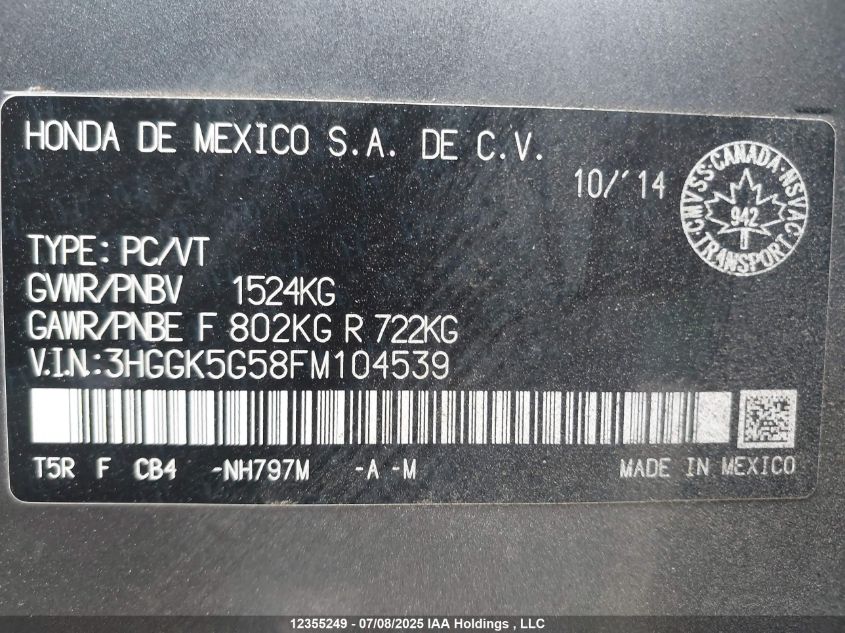 HONDA DE MEXICO S.A. DE C.V.
10/'14
CMVSS·CANADA·NSVAC·TRANSPORT·
942
TYPE: PC/VT
GVWR/PNBV 1524KG
GAWR/PNBE F 802KG R 722KG
V.I.N.:3HGGK5G58FM104539
T5R F CB4 -NH797M -A -M MADE IN MEXICO
12355249 - 07/08/2025 IAA Holdings , LLC